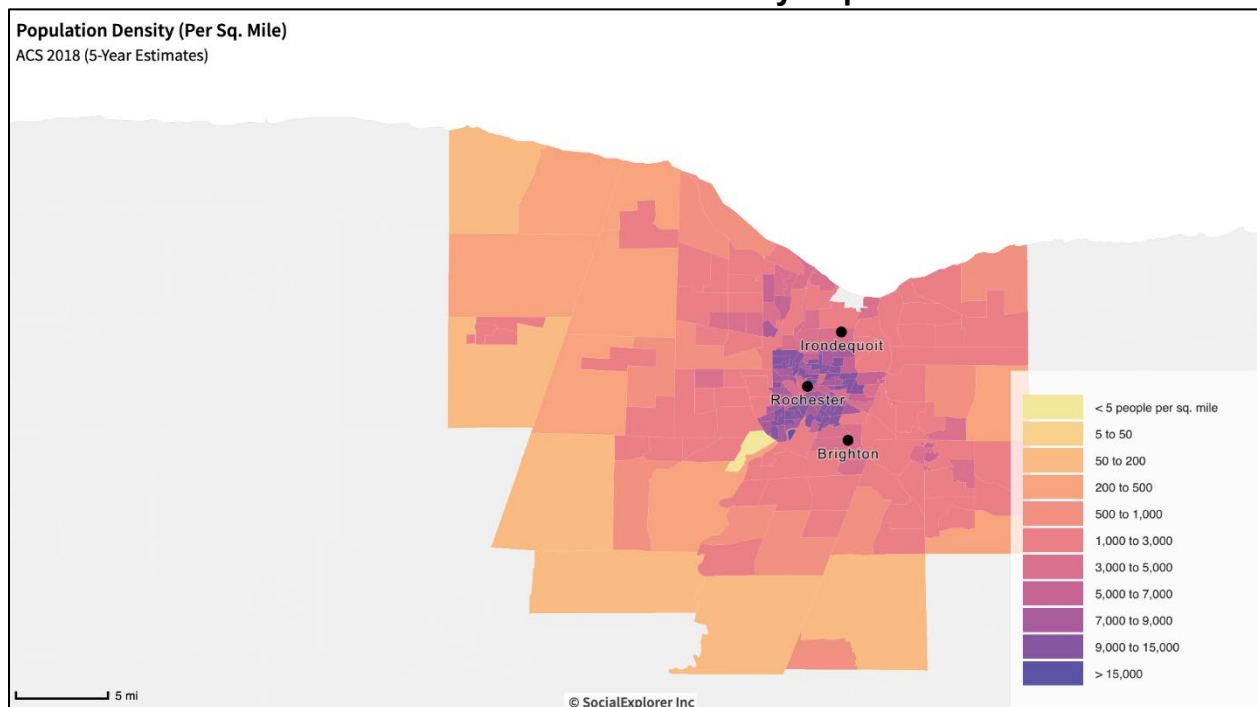 Population Density (Per Sq. Mile)
ACS 2018 (5-Year Estimates)
Irondequoit
Rochester
Brighton
< 5 people per sq. mile
5 to 50
50 to 200
200 to 500
500 to 1,000
1,000 to 3,000
3,000 to 5,000
5,000 to 7,000
7,000 to 9,000
9,000 to 15,000
> 15,000
5 mi
© SocialExplorer Inc